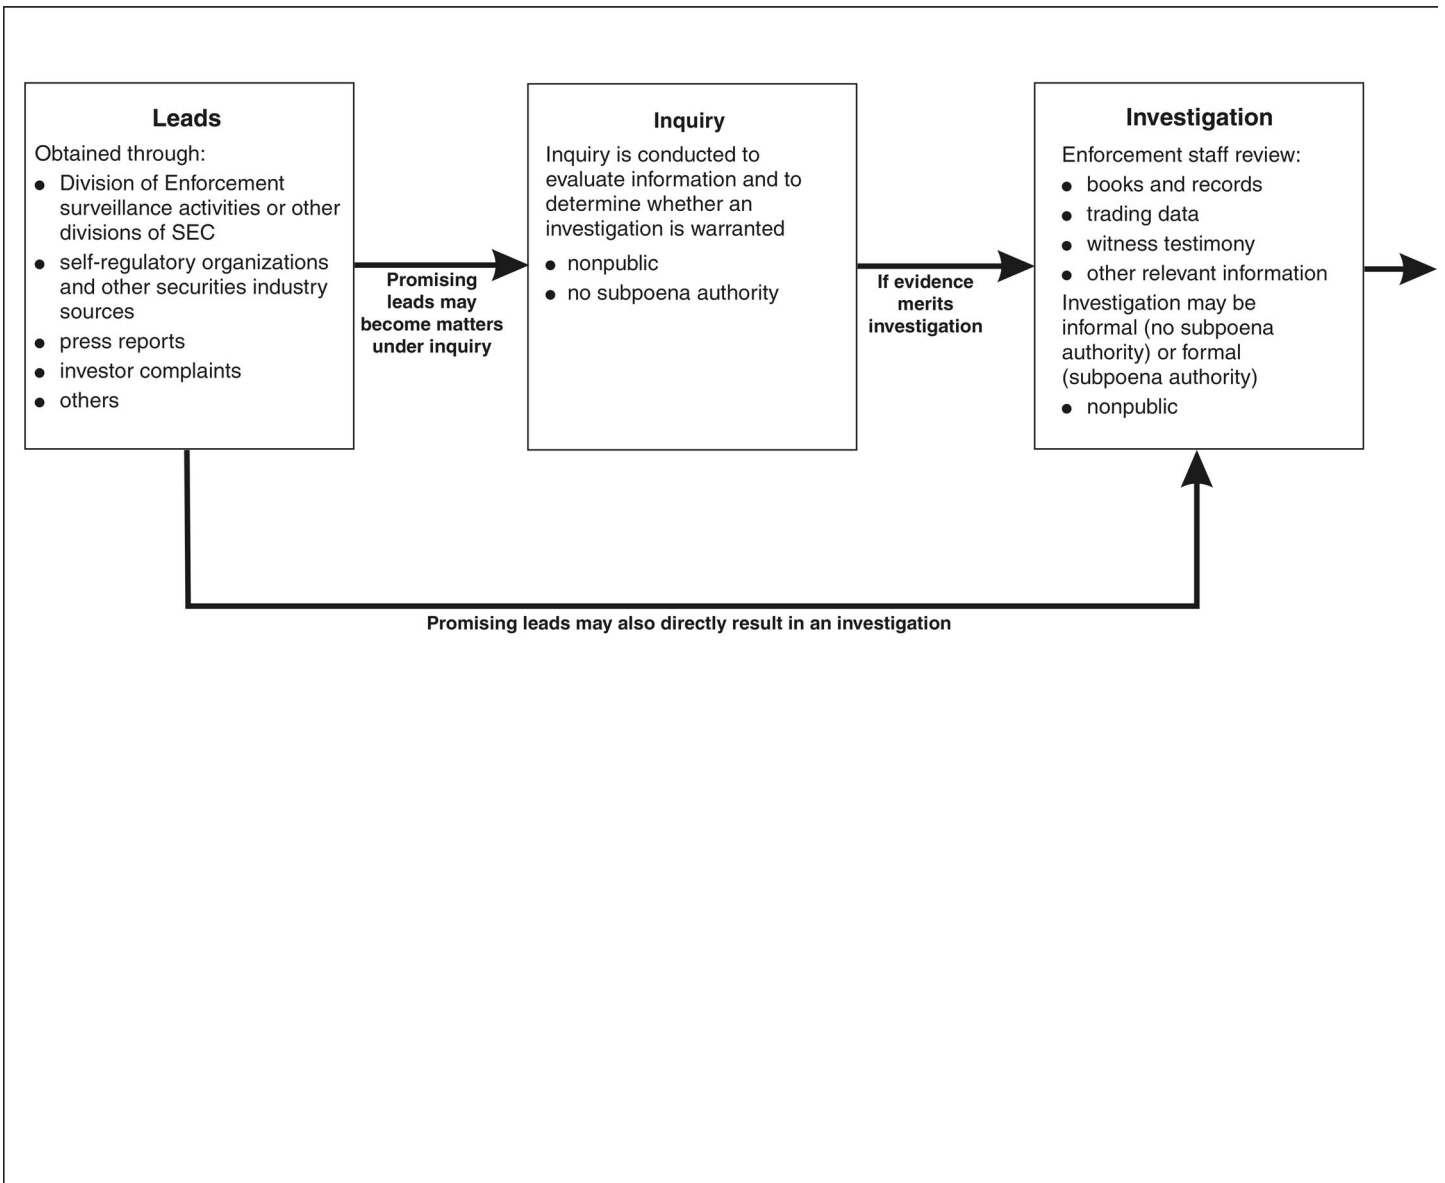 Leads
Obtained through:
● Division of Enforcement
surveillance activities or other
divisions of SEC
● self-regulatory organizations
and other securities industry
sources
● press reports
● investor complaints
● others
Promising
leads may
become matters
under inquiry
Inquiry
Inquiry is conducted to
evaluate information and to
determine whether an
investigation is warranted
● nonpublic
● no subpoena authority
If evidence
merits
investigation
Investigation
Enforcement staff review:
● books and records
● trading data
● witness testimony
● other relevant information
Investigation may be
informal (no subpoena
authority) or formal
(subpoena authority)
● nonpublic
Promising leads may also directly result in an investigation